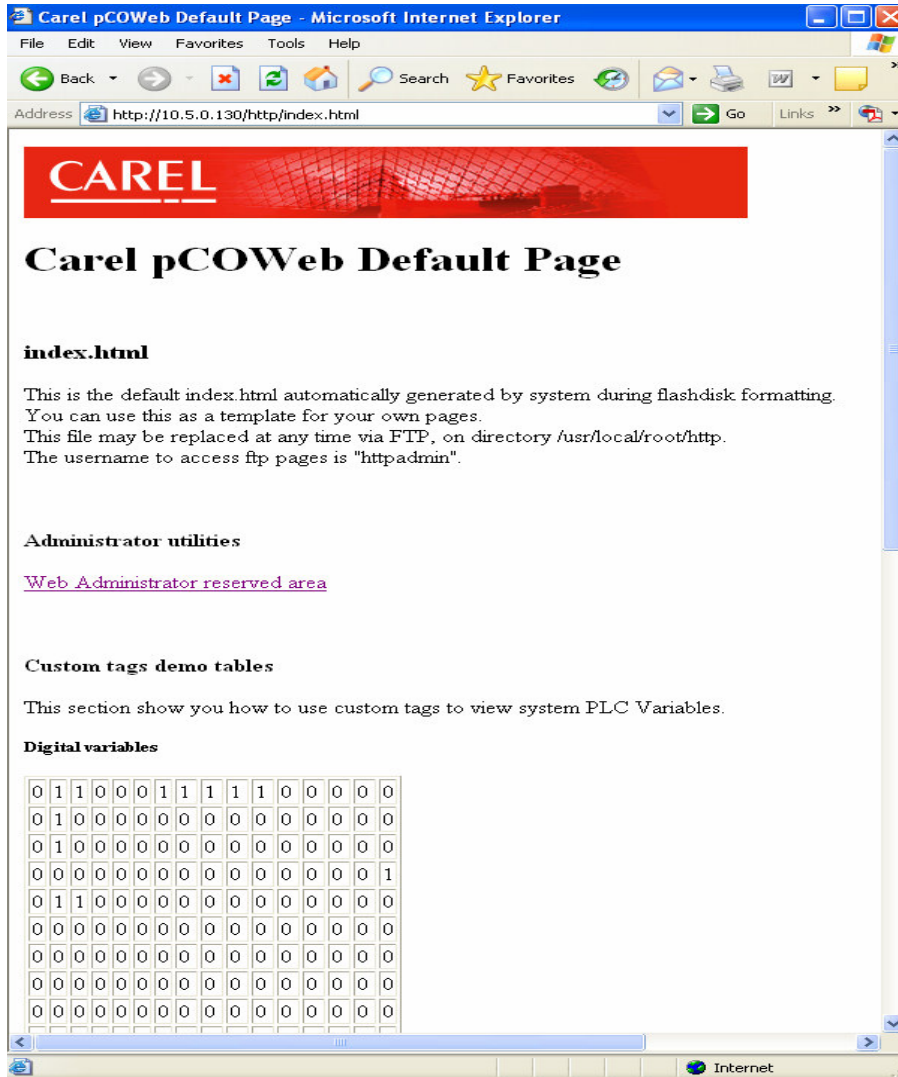 Carel pCOWeb Default Page - Microsoft Internet Explorer
File Edit View Favorites Tools Help
Back Search Favorites
Address http://10.5.0.130/http/index.html Go Links
CAREL
Carel pCOWeb Default Page
index.html
This is the default index.html automatically generated by system during flashdisk formatting.
You can use this as a template for your own pages.
This file may be replaced at any time via FTP, on directory /usr/local/root/http.
The username to access ftp pages is "httpadmin".
Administrator utilities
Web Administrator reserved area
Custom tags demo tables
This section show you how to use custom tags to view system PLC Variables.
Digital variables
0 1 1 0 0 0 1 1 1 1 1 0 0 0 0 0
0 1 0 0 0 0 0 0 0 0 0 0 0 0 0 0
0 1 0 0 0 0 0 0 0 0 0 0 0 0 0 0
0 0 0 0 0 0 0 0 0 0 0 0 0 0 0 1
0 1 1 0 0 0 0 0 0 0 0 0 0 0 0 0
0 0 0 0 0 0 0 0 0 0 0 0 0 0 0 0
0 0 0 0 0 0 0 0 0 0 0 0 0 0 0 0
0 0 0 0 0 0 0 0 0 0 0 0 0 0 0 0
0 0 0 0 0 0 0 0 0 0 0 0 0 0 0 0
Internet